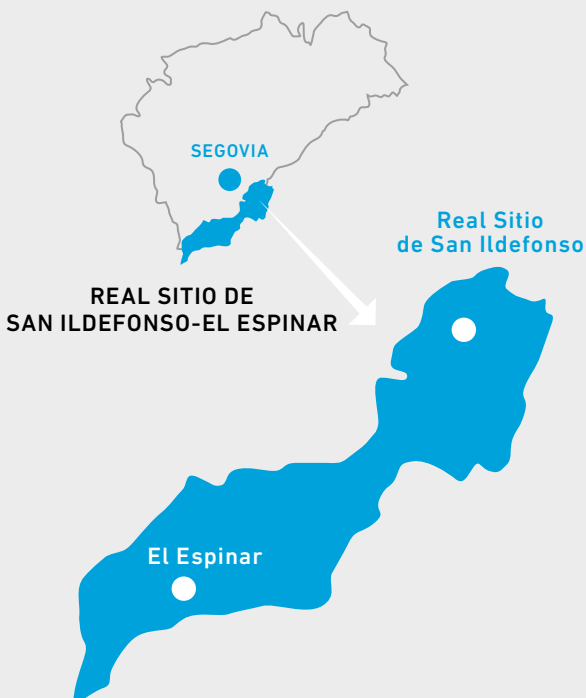 SEGOVIA
Real Sitio
de San Ildefonso
REAL SITIO DE
SAN ILDEFONSO-EL ESPINAR
El Espinar